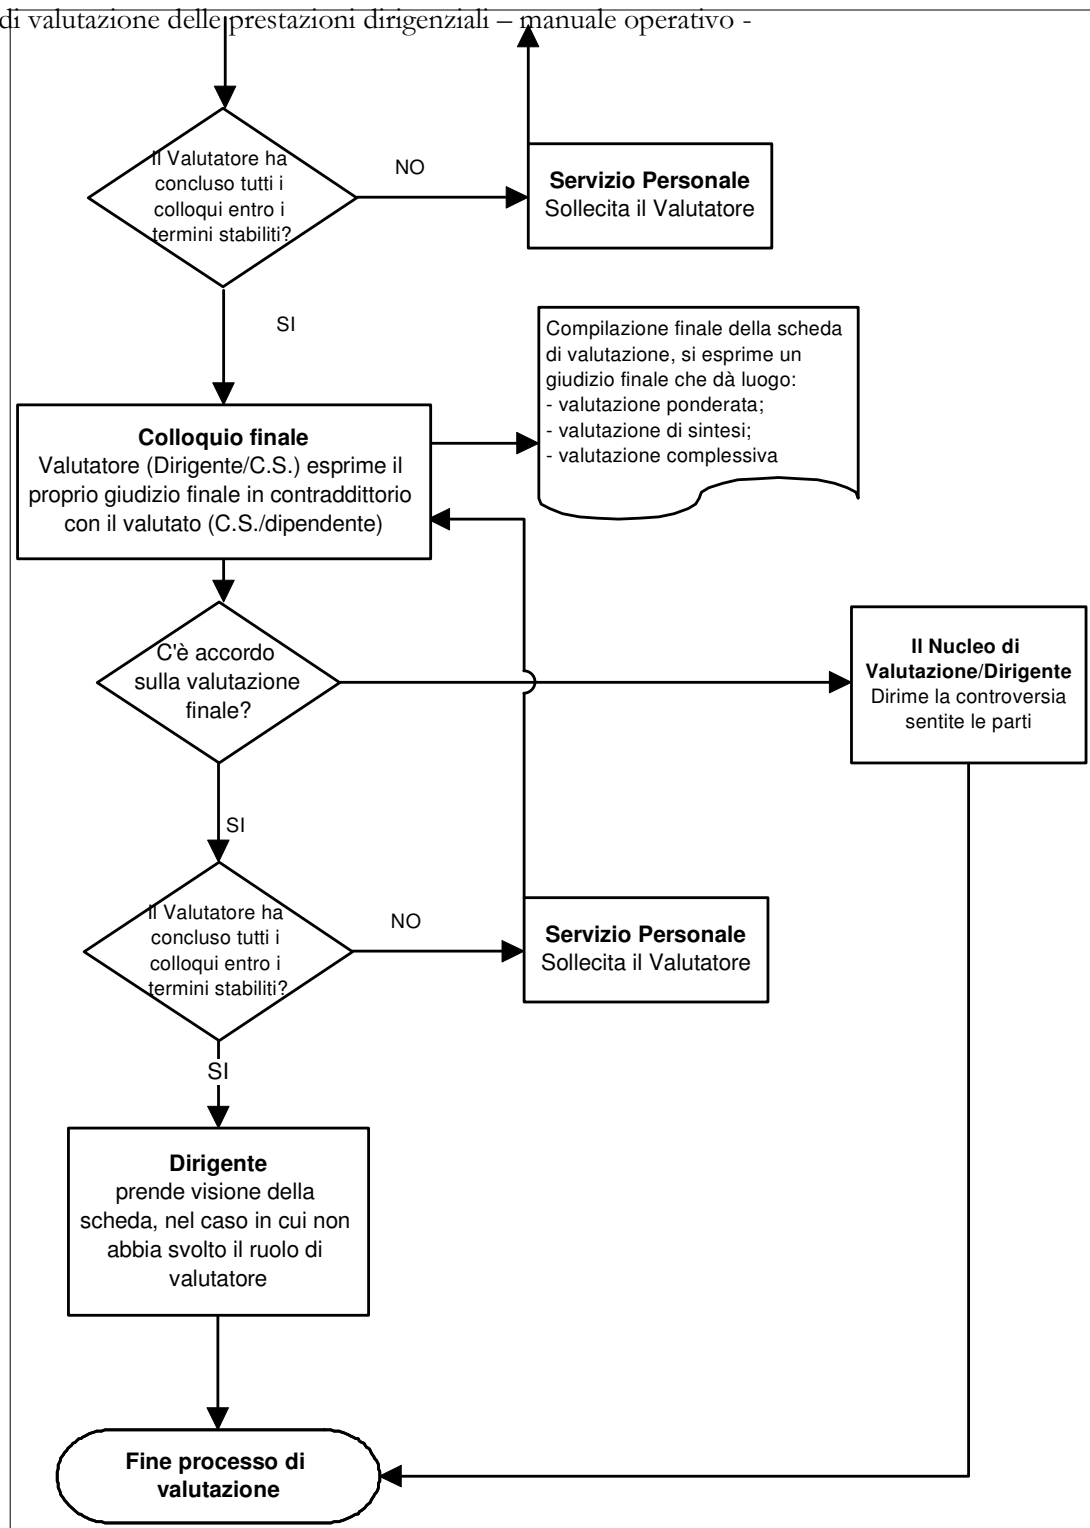 di valutazione delle prestazioni dirigenziali – manuale operativo -
Il Valutatore ha
concluso tutti i
colloqui entro i
termini stabiliti?
NO
Servizio Personale
Sollecita il Valutatore
SI
Compilazione finale della scheda
di valutazione, si esprime un
giudizio finale che dà luogo:
- valutazione ponderata;
- valutazione di sintesi;
- valutazione complessiva
Colloquio finale
Valutatore (Dirigente/C.S.) esprime il
proprio giudizio finale in contraddittorio
con il valutato (C.S./dipendente)
C'è accordo
sulla valutazione
finale?
Il Nucleo di
Valutazione/Dirigente
Dirime la controversia
sentite le parti
SI
Il Valutatore ha
concluso tutti i
colloqui entro i
termini stabiliti?
NO
Servizio Personale
Sollecita il Valutatore
SI
Dirigente
prende visione della
scheda, nel caso in cui non
abbia svolto il ruolo di
valutatore
Fine processo di
valutazione